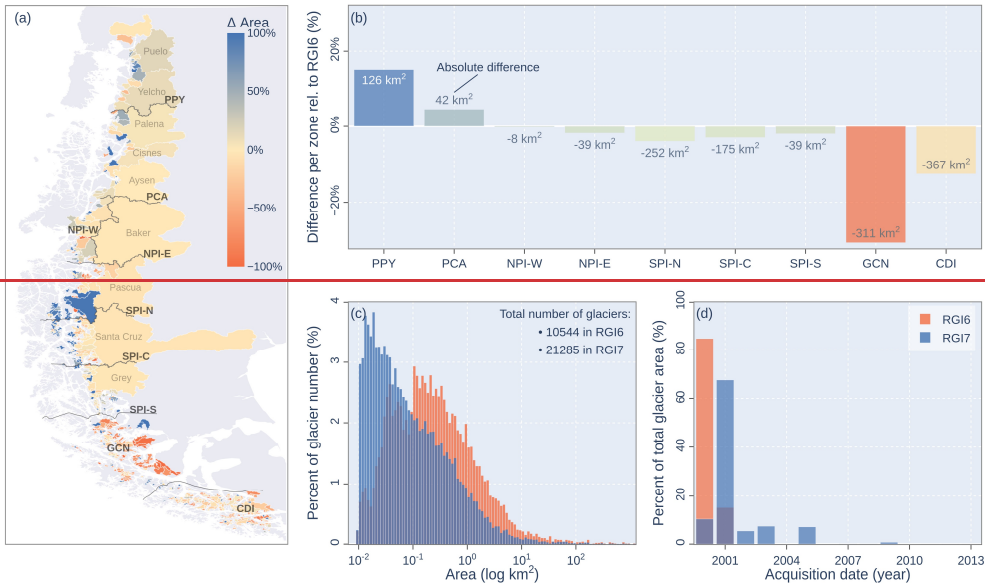 (a)
Δ Area
100%
50%
0%
−50%
−100%
Puelo
Yelcho
PPY
Palena
Cisnes
Aysen
PCA
NPI-W
Baker
NPI-E
Pascua
SPI-N
Santa Cruz
SPI-C
Grey
SPI-S
GCN
CDI
(b)
Difference per zone rel. to RGI6 (%)
20%
0%
−20%
Absolute difference
126 km²
42 km²
-8 km²
-39 km²
-252 km²
-175 km²
-39 km²
-311 km²
-367 km²
PPY
PCA
NPI-W
NPI-E
SPI-N
SPI-C
SPI-S
GCN
CDI
(c)
Total number of glaciers:
• 10544 in RGI6
• 21285 in RGI7
Percent of glacier number (%)
4
3
2
1
0
10⁻²
10⁻¹
10⁰
10¹
10²
Area (log km²)
(d)
RGI6
RGI7
Percent of total glacier area (%)
100
80
60
40
20
0
2001
2004
2007
2010
2013
Acquisition date (year)